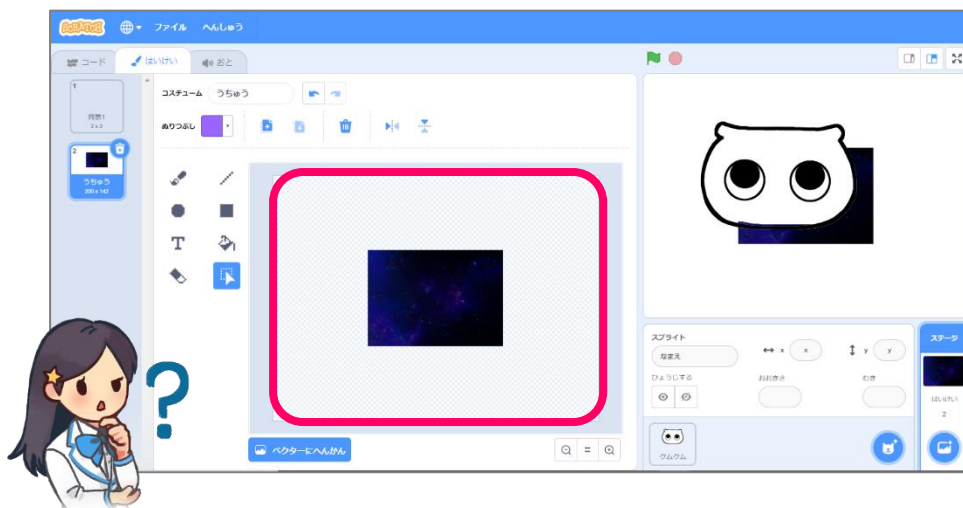 SCRATCH
ファイル へんしゅう
コード はいけい おと
コスチューム うちゅう
ぬりつぶし
1
背景1
2 x 2
2
うちゅう
200 x 142
T
ベクターにへんかん
=
スプライト
なまえ
x x
y y
ひょうじする おおきさ むき
クムクム
ステージ
はいけい
2
?